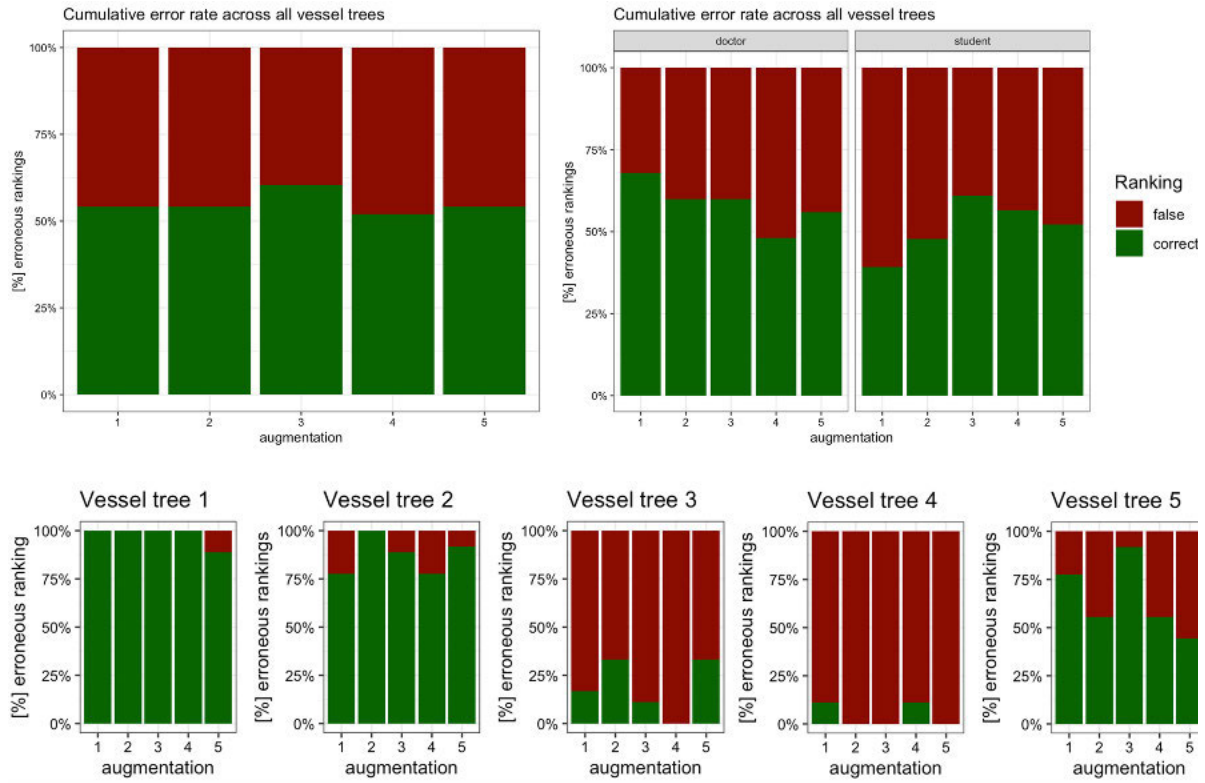 Cumulative error rate across all vessel trees
100%
75%
50%
25%
0%
[%] erroneous rankings
1 2 3 4 5
augmentation
Cumulative error rate across all vessel trees
doctor student
100%
75%
50%
25%
0%
[%] erroneous rankings
1 2 3 4 5 1 2 3 4 5
augmentation
Ranking
false
correct
Vessel tree 1
100%
75%
50%
25%
0%
[%] erroneous ranking
1 2 3 4 5
augmentation
Vessel tree 2
100%
75%
50%
25%
0%
[%] erroneous rankings
1 2 3 4 5
augmentation
Vessel tree 3
100%
75%
50%
25%
0%
[%] erroneous rankings
1 2 3 4 5
augmentation
Vessel tree 4
100%
75%
50%
25%
0%
[%] erroneous rankings
1 2 3 4 5
augmentation
Vessel tree 5
100%
75%
50%
25%
0%
[%] erroneous rankings
1 2 3 4 5
augmentation